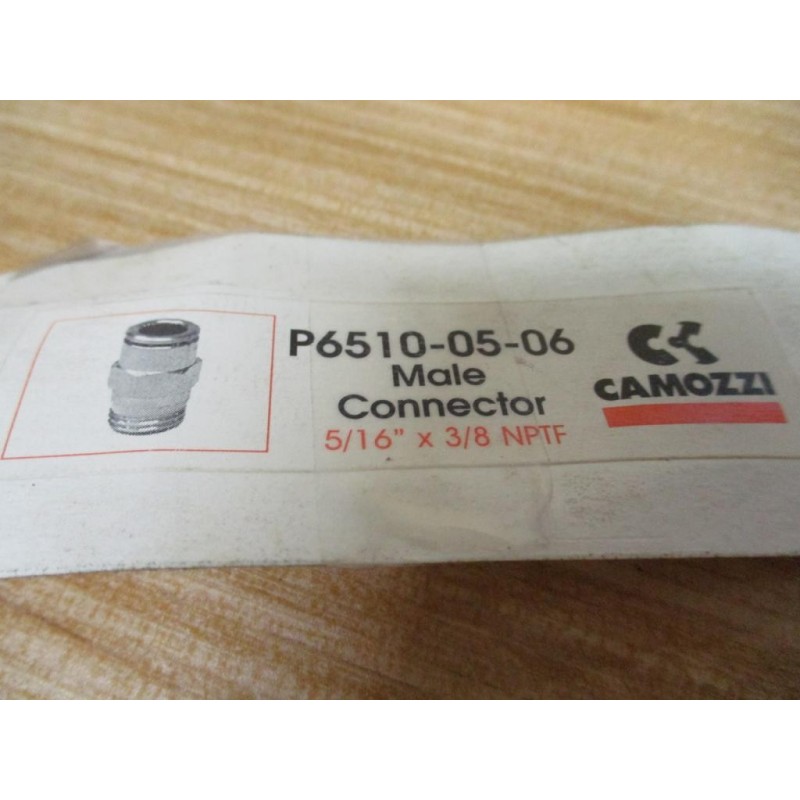 P6510-05-06
Male
Connector
5/16" x 3/8 NPTF
CAMOZZI